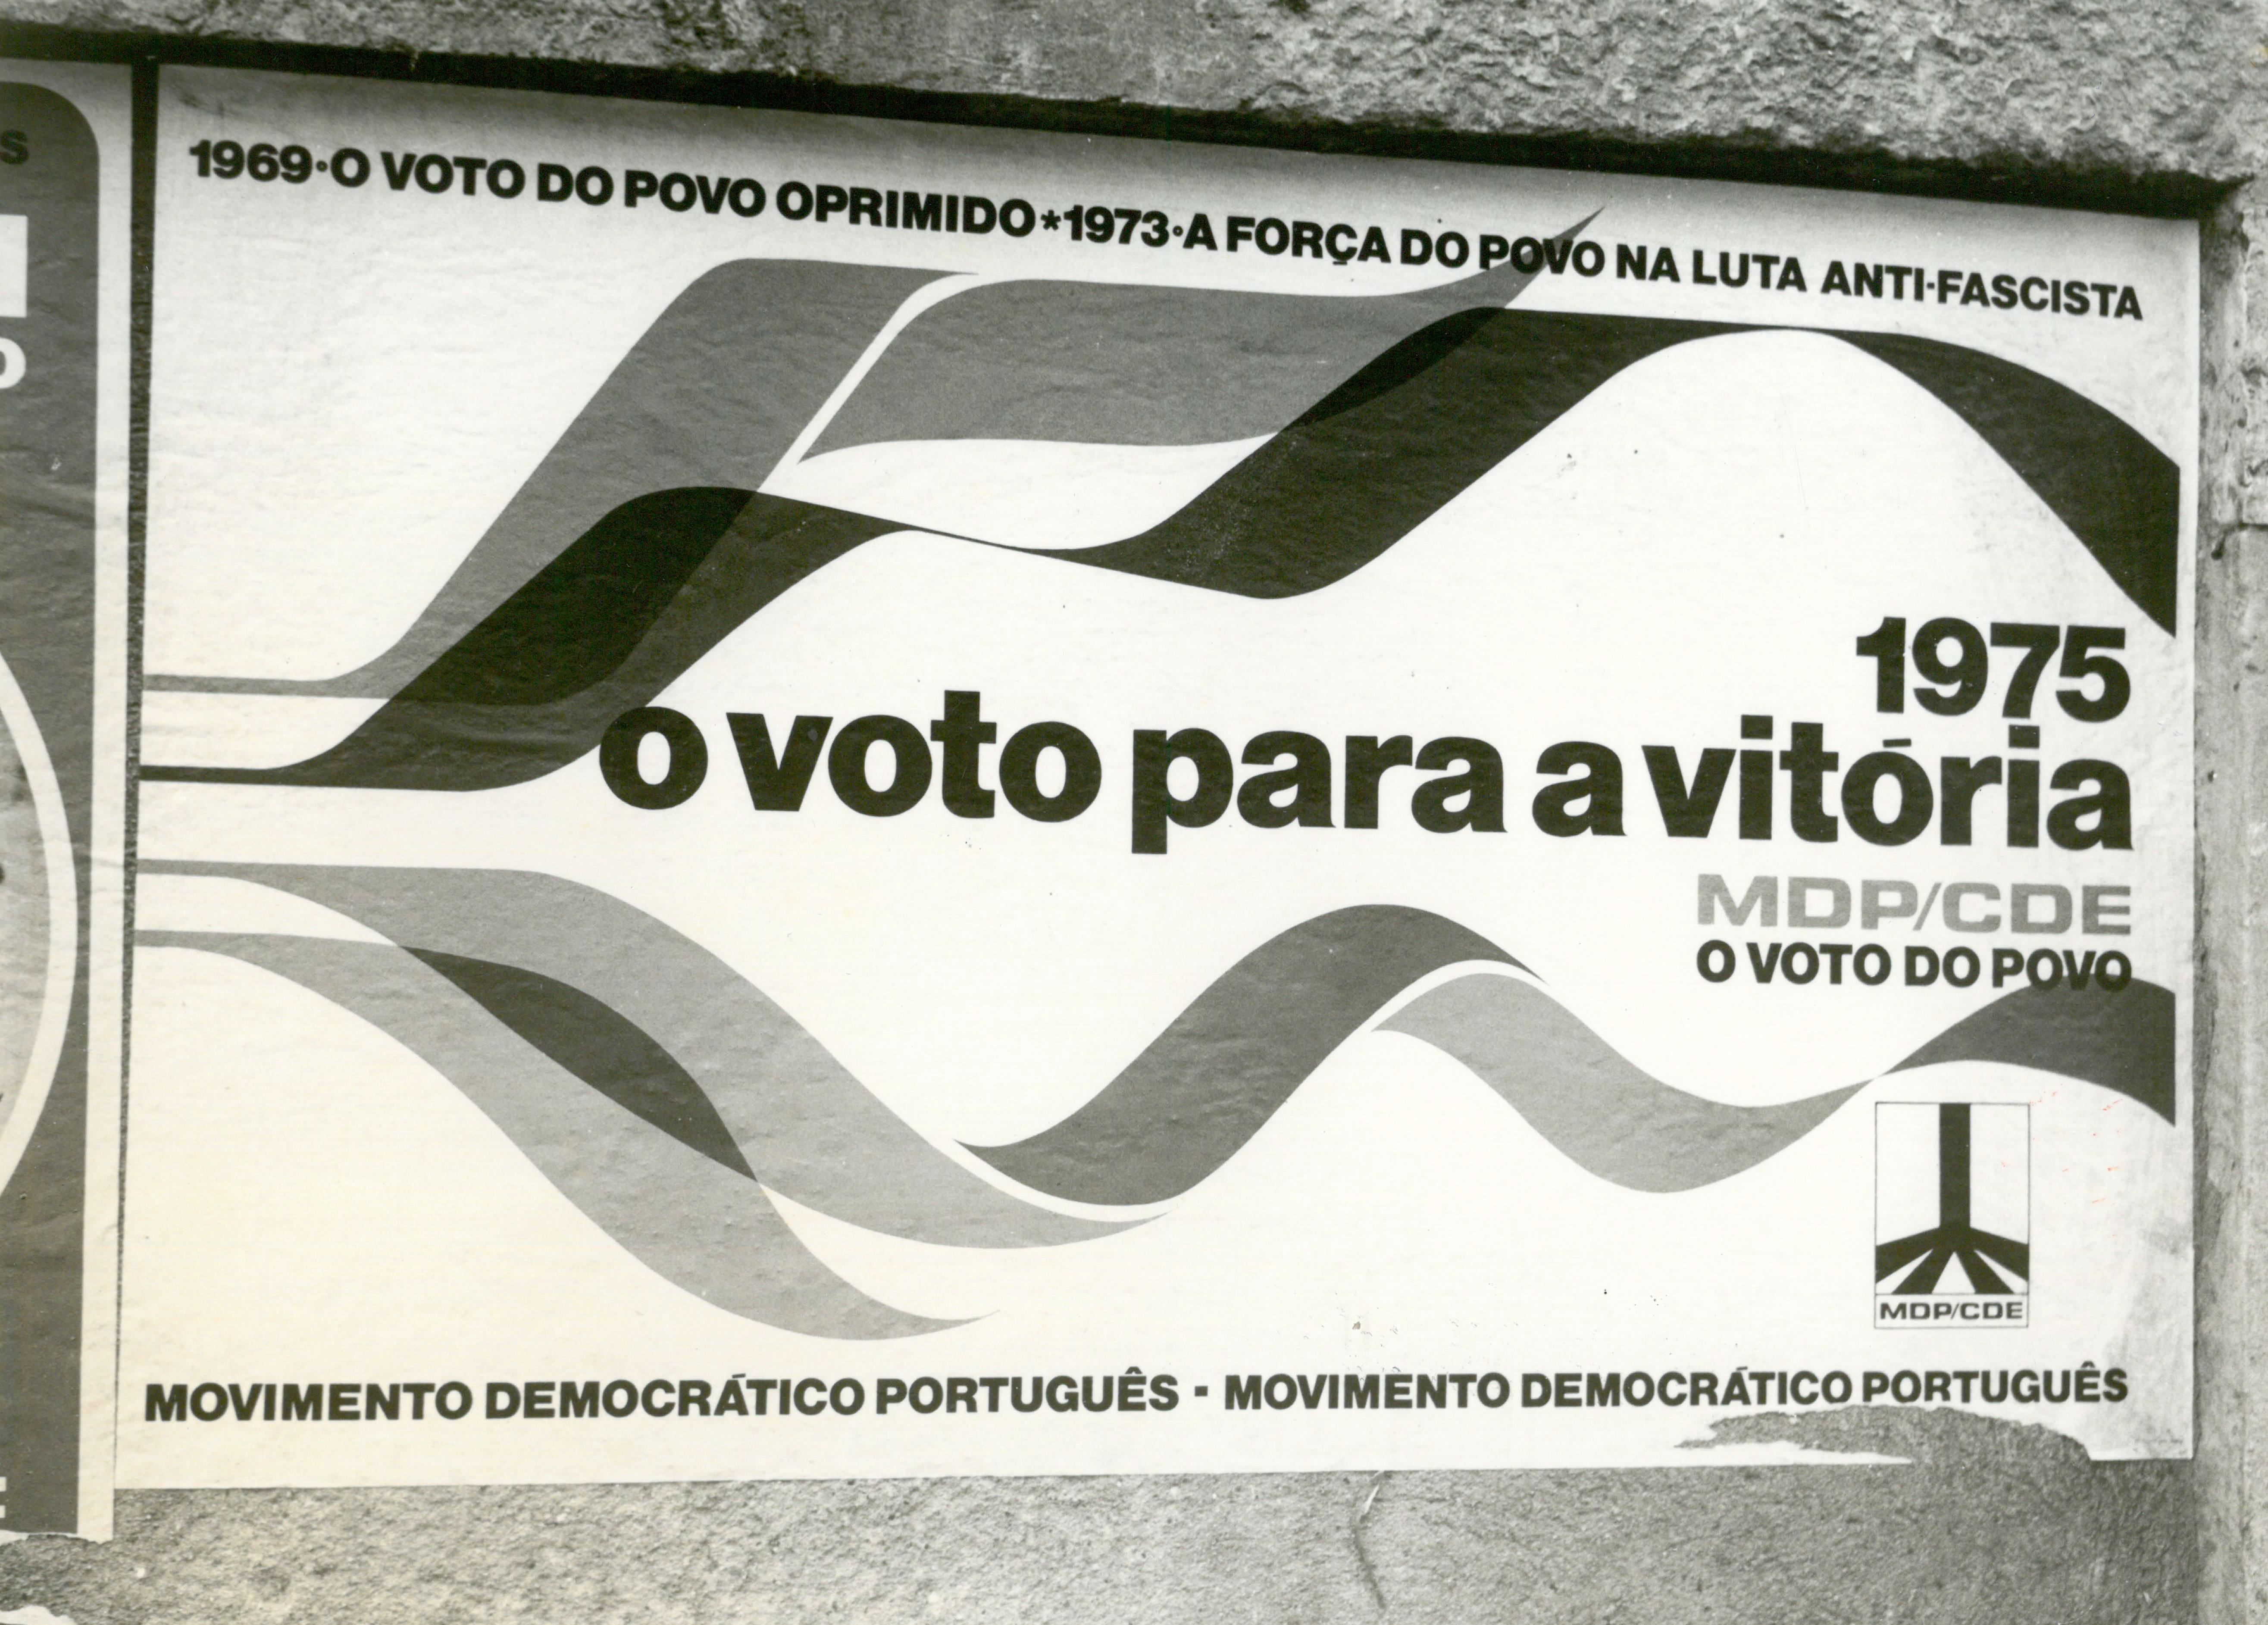 1969·O VOTO DO POVO OPRIMIDO*1973·A FORÇA DO POVO NA LUTA ANTI-FASCISTA
1975
o voto para a vitória
MDP/CDE
O VOTO DO POVO
MDP/CDE
MOVIMENTO DEMOCRÁTICO PORTUGUÊS - MOVIMENTO DEMOCRÁTICO PORTUGUÊS